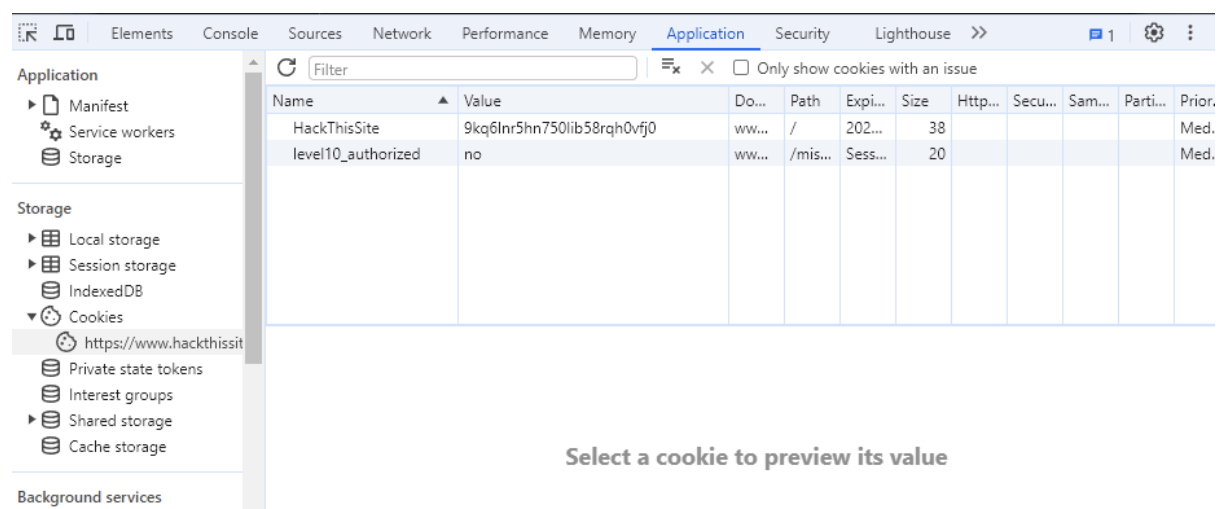 Elements Console Sources Network Performance Memory Application Security Lighthouse 1
Application
Manifest
Service workers
Storage
Storage
Local storage
Session storage
IndexedDB
Cookies
https://www.hackthissit
Private state tokens
Interest groups
Shared storage
Cache storage
Background services
Filter Only show cookies with an issue
Name Value Do... Path Expi... Size Http... Secu... Sam... Parti... Prior.
HackThisSite 9kq6lnr5hn750lib58rqh0vfj0 ww... / 202... 38 Med.
level10_authorized no ww... /mis... Sess... 20 Med.
Select a cookie to preview its value